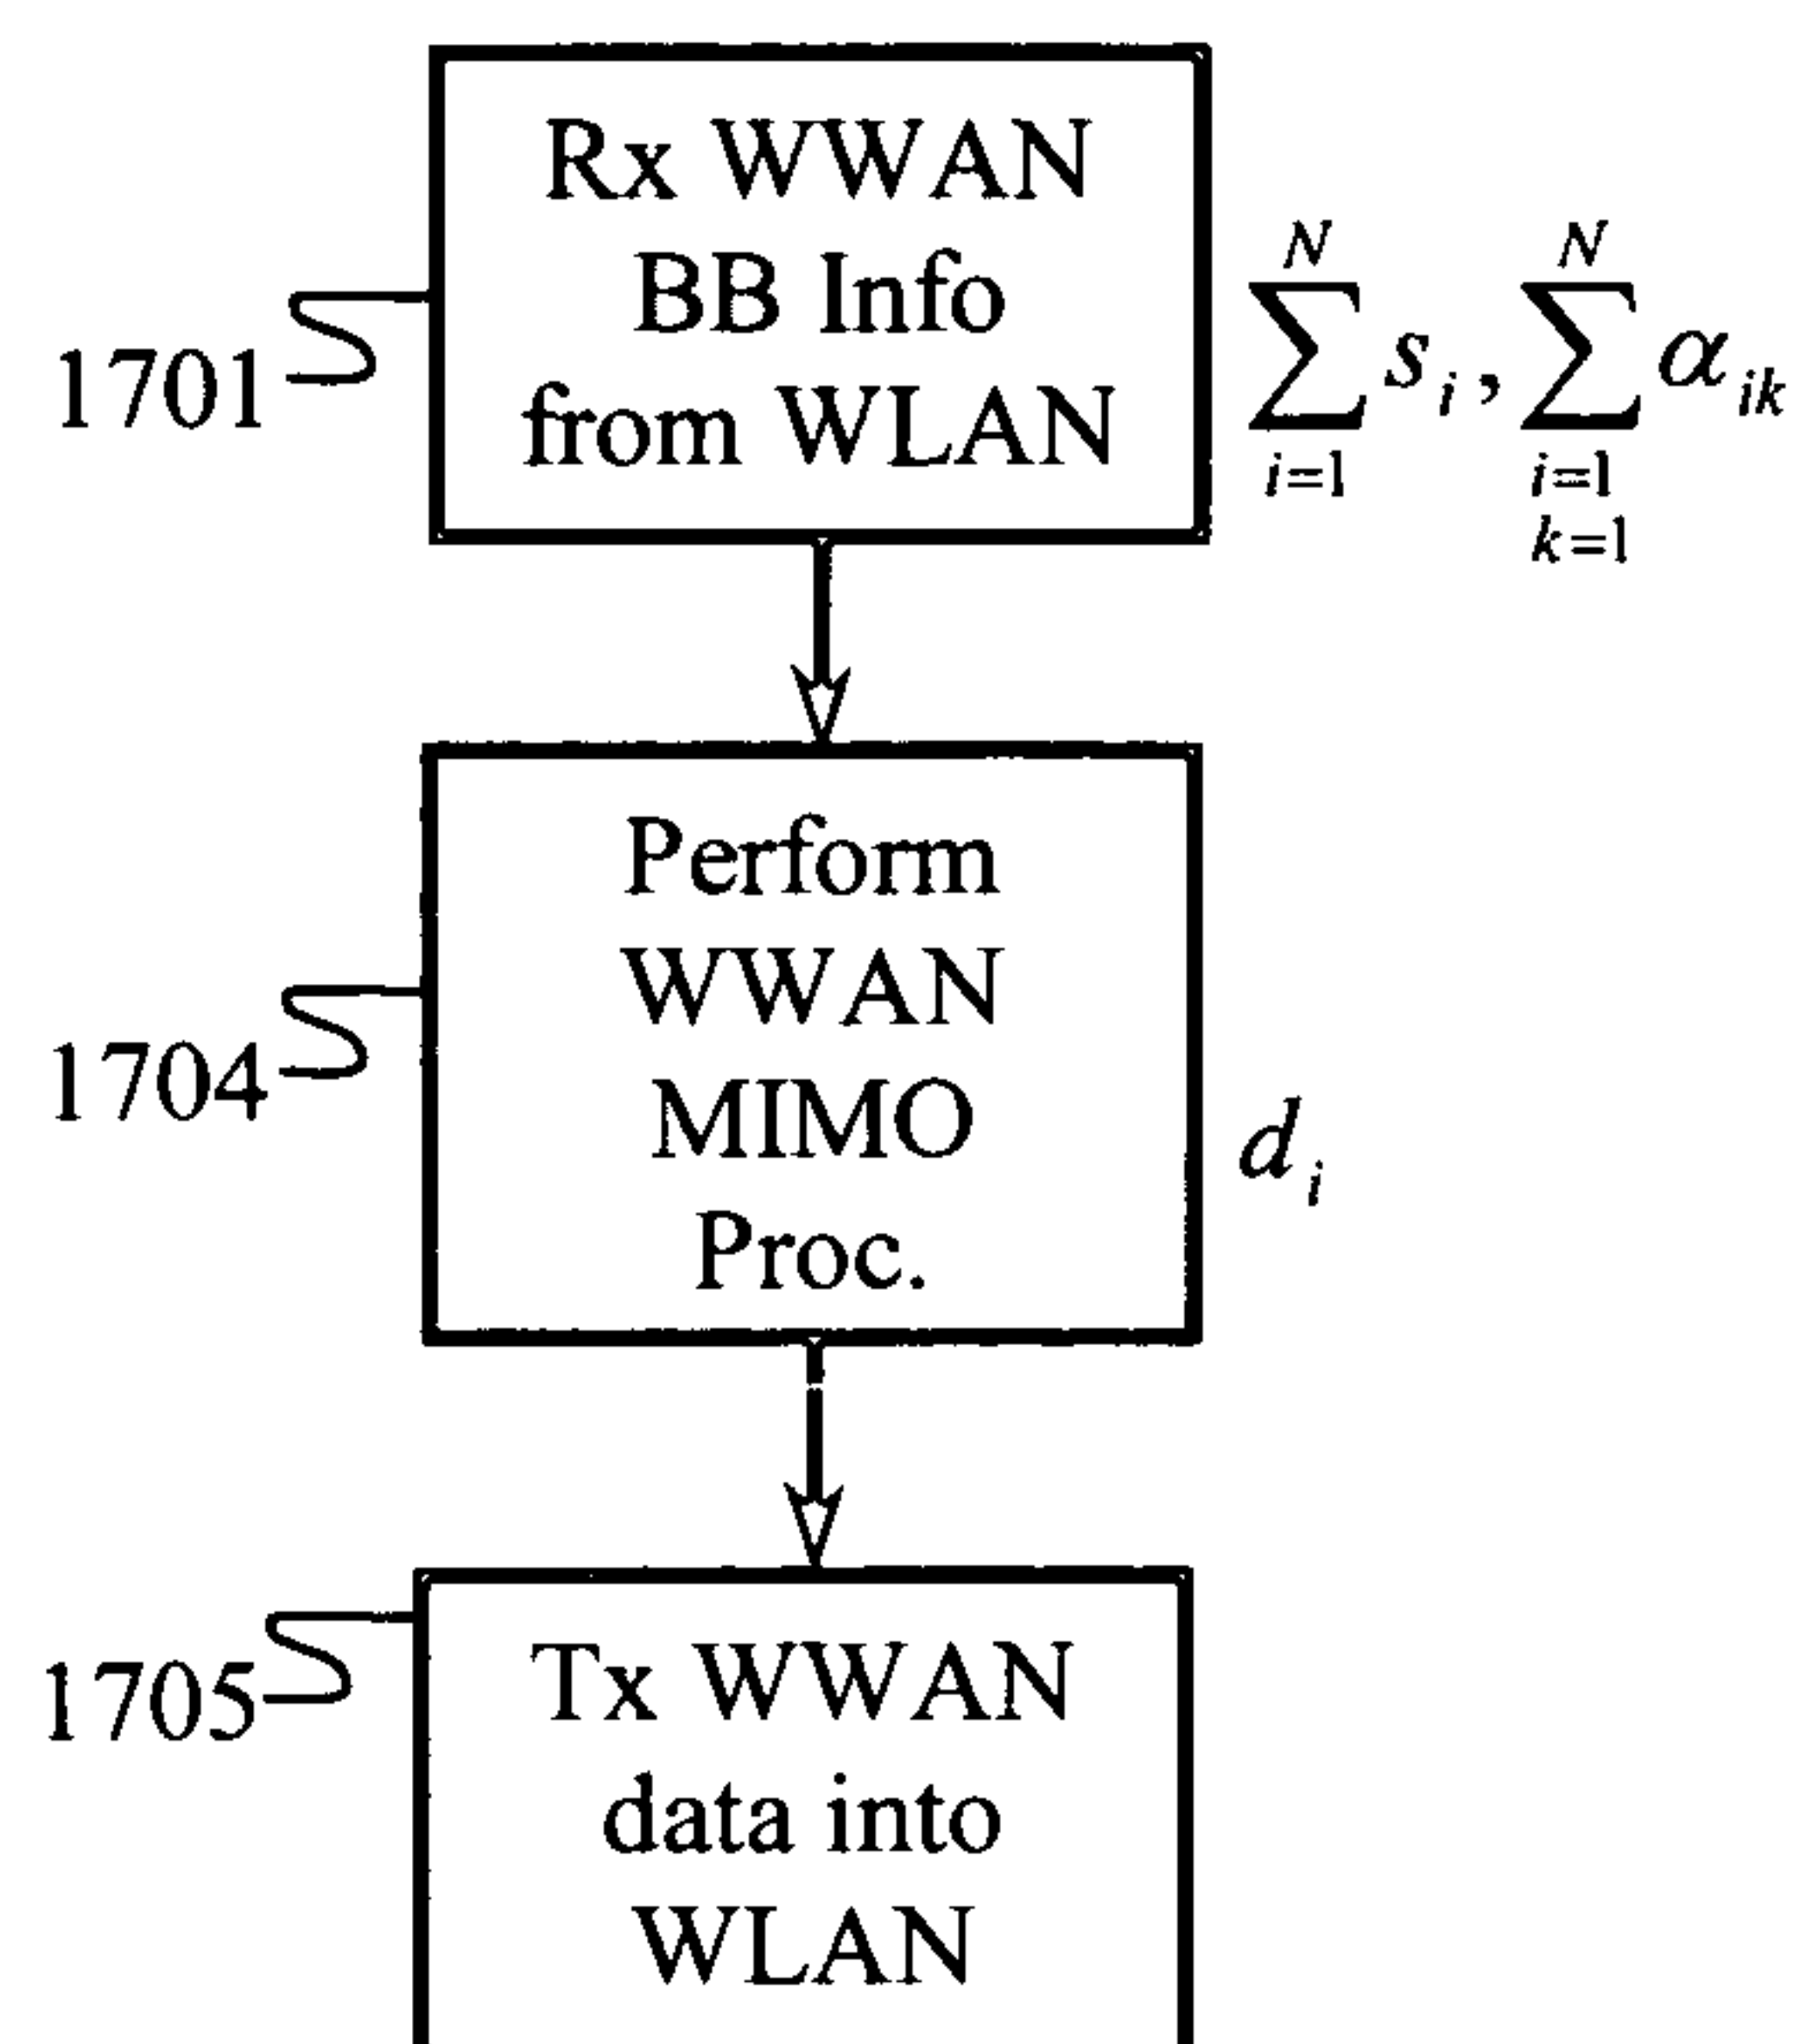 Rx WWAN
BB Info
from WLAN
1701
N N
∑ s_i , ∑ α_ik
i=1 i=1
k=1
Perform
WWAN
MIMO
Proc.
1704
d_i
1705
Tx WWAN
data into
WLAN